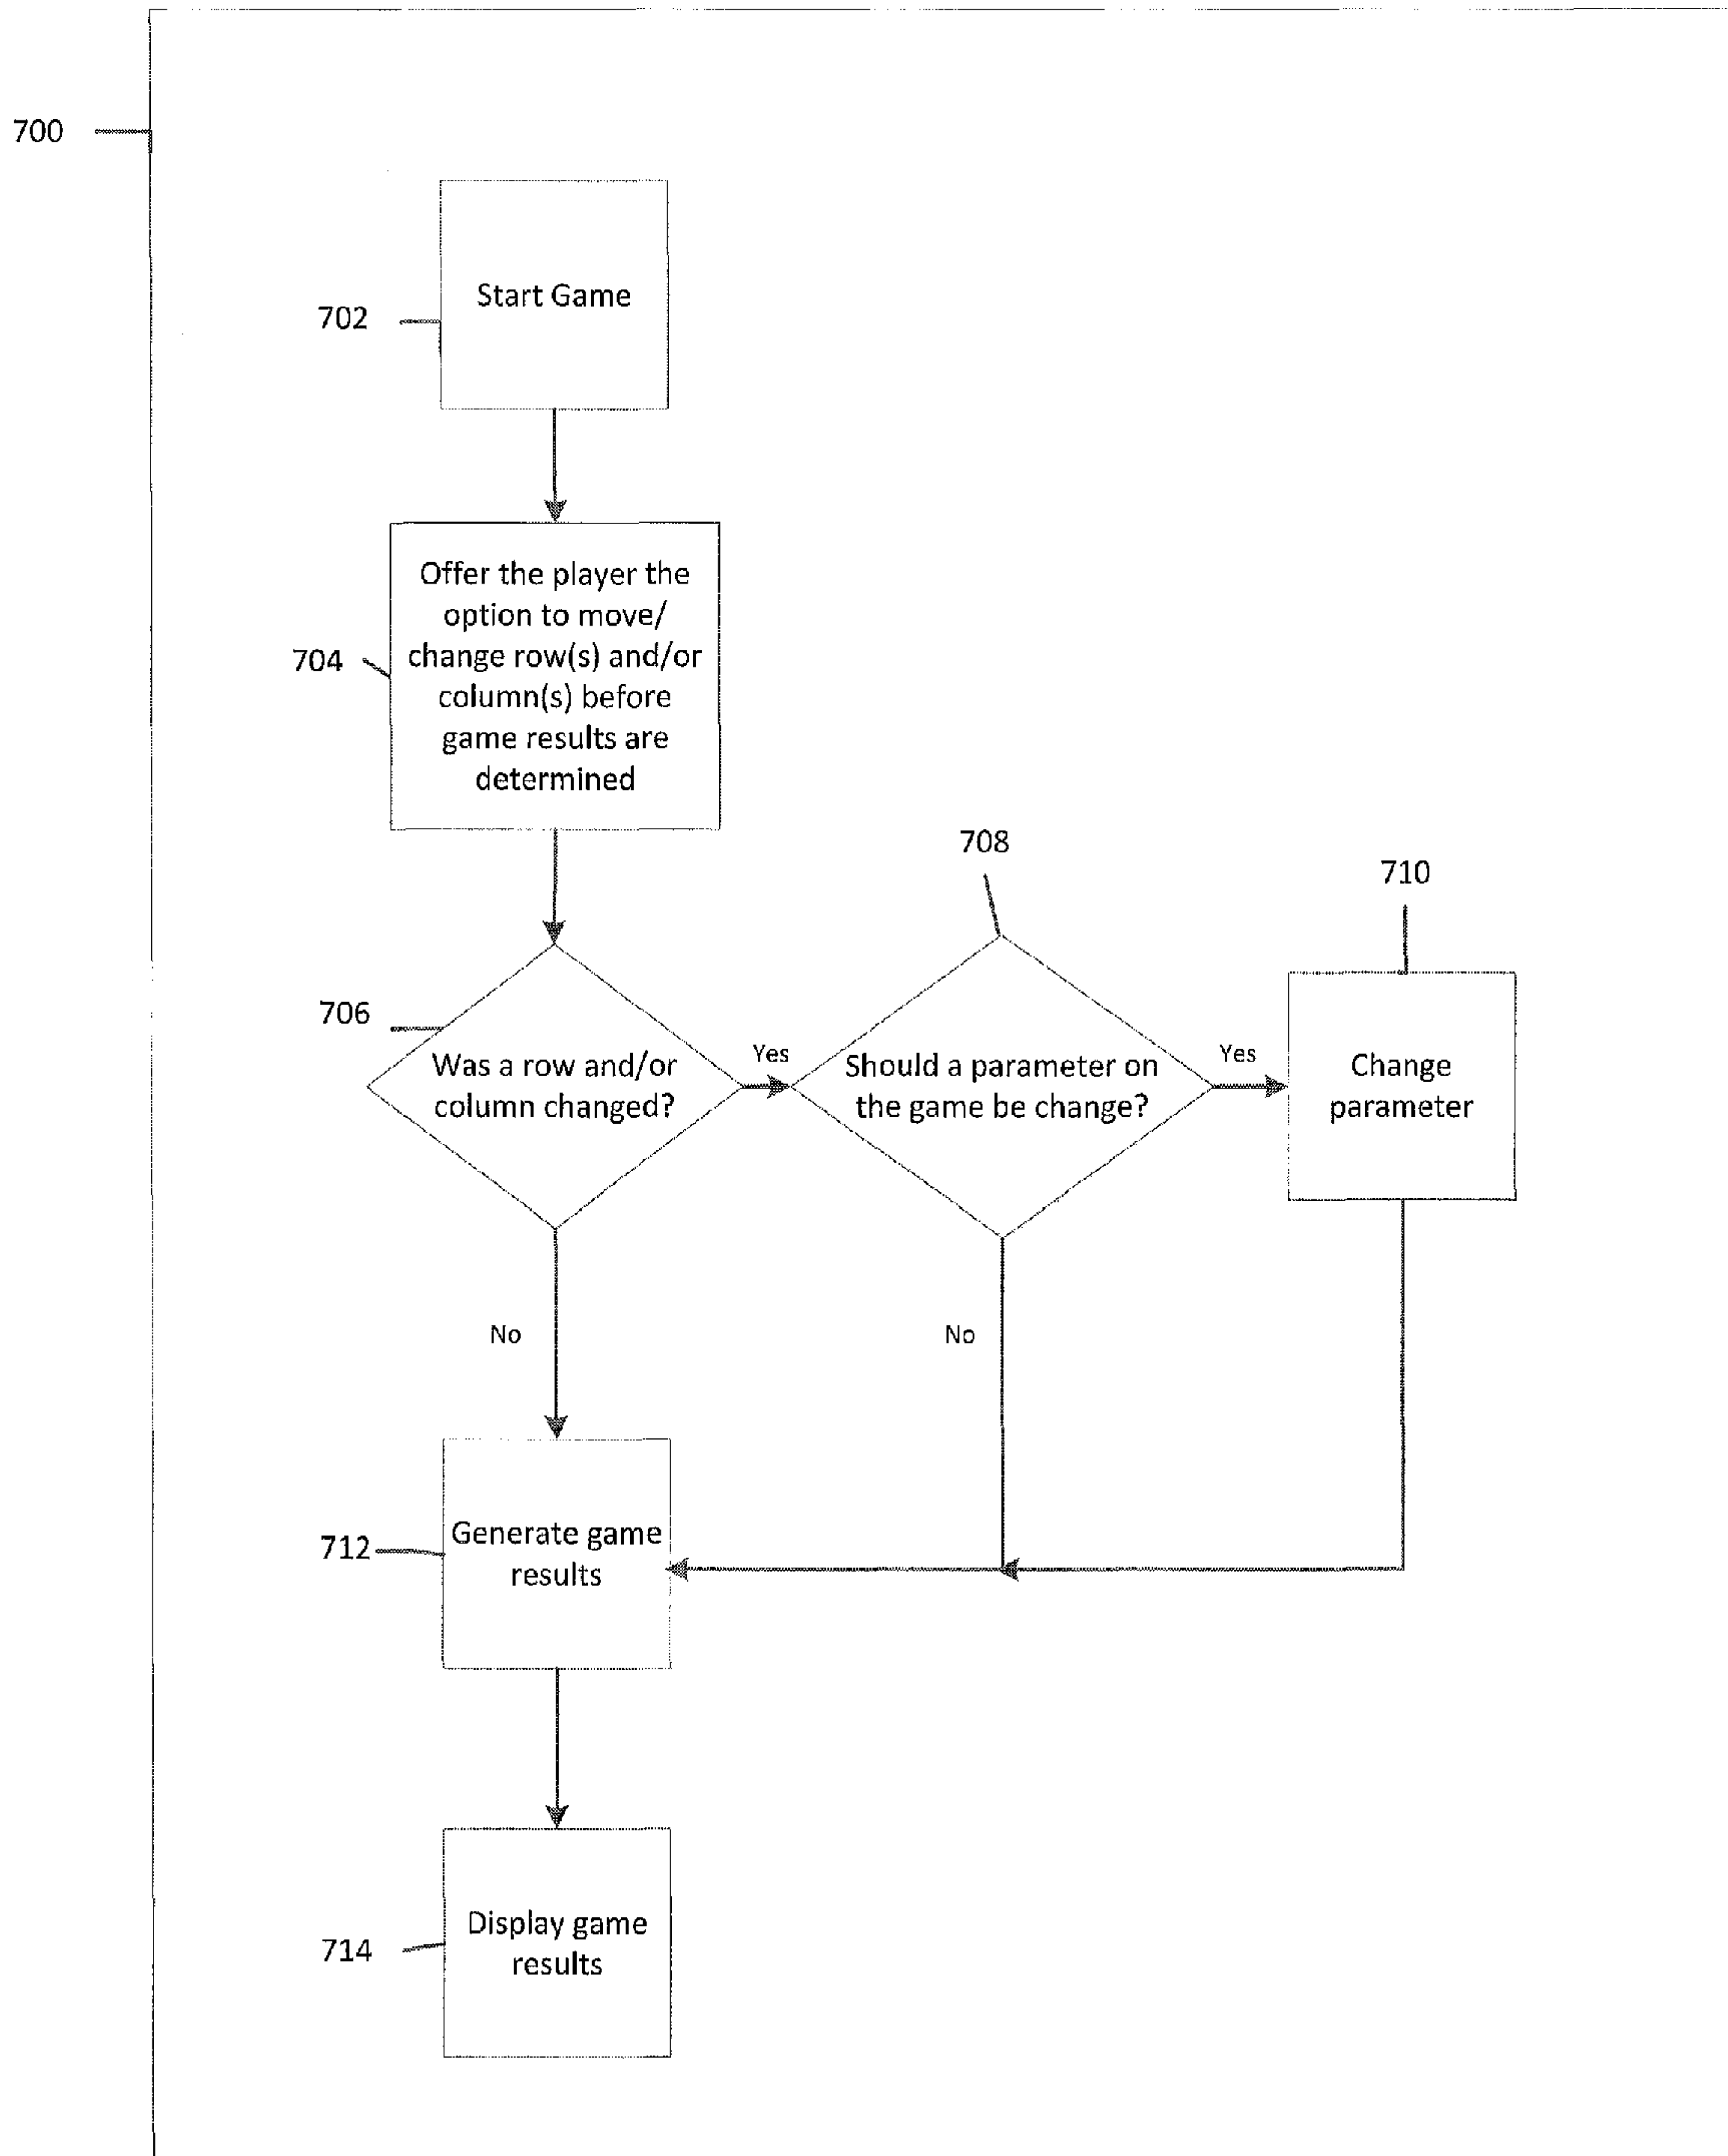 700
702
Start Game
704
Offer the player the
option to move/
change row(s) and/or
column(s) before
game results are
determined
706
Was a row and/or
column changed?
Yes
708
Should a parameter on
the game be change?
Yes
710
Change
parameter
No
No
712
Generate game
results
714
Display game
results